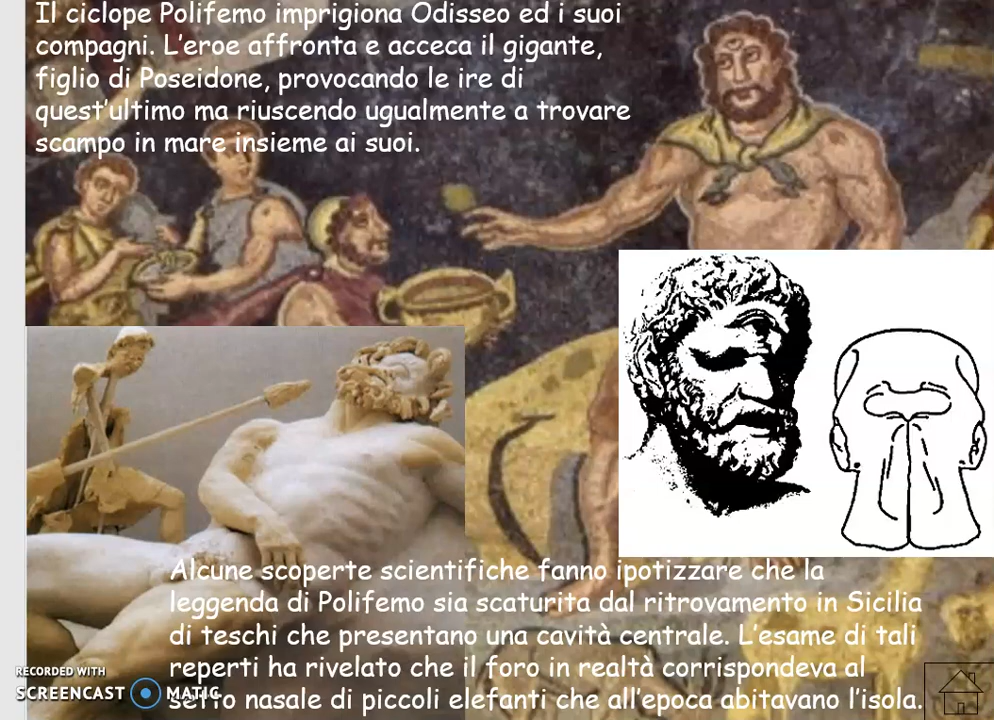 Il ciclope Polifemo imprigiona Odisseo ed i suoi
compagni. L'eroe affronta e acceca il gigante,
figlio di Poseidone, provocando le ire di
quest'ultimo ma riuscendo ugualmente a trovare
scampo in mare insieme ai suoi.
Alcune scoperte scientifiche fanno ipotizzare che la
leggenda di Polifemo sia scaturita dal ritrovamento in Sicilia
di teschi che presentano una cavità centrale. L'esame di tali
reperti ha rivelato che il foro in realtà corrispondeva al
setto nasale di piccoli elefanti che all'epoca abitavano l'isola.
RECORDED WITH
SCREENCAST MATIC